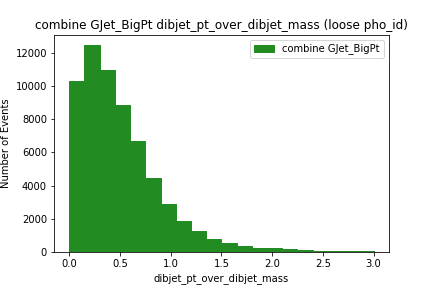 combine GJet_BigPt dibjet_pt_over_dibjet_mass (loose pho_id)
combine GJet_BigPt
Number of Events
12000
10000
8000
6000
4000
2000
0
0.0 0.5 1.0 1.5 2.0 2.5 3.0
dibjet_pt_over_dibjet_mass